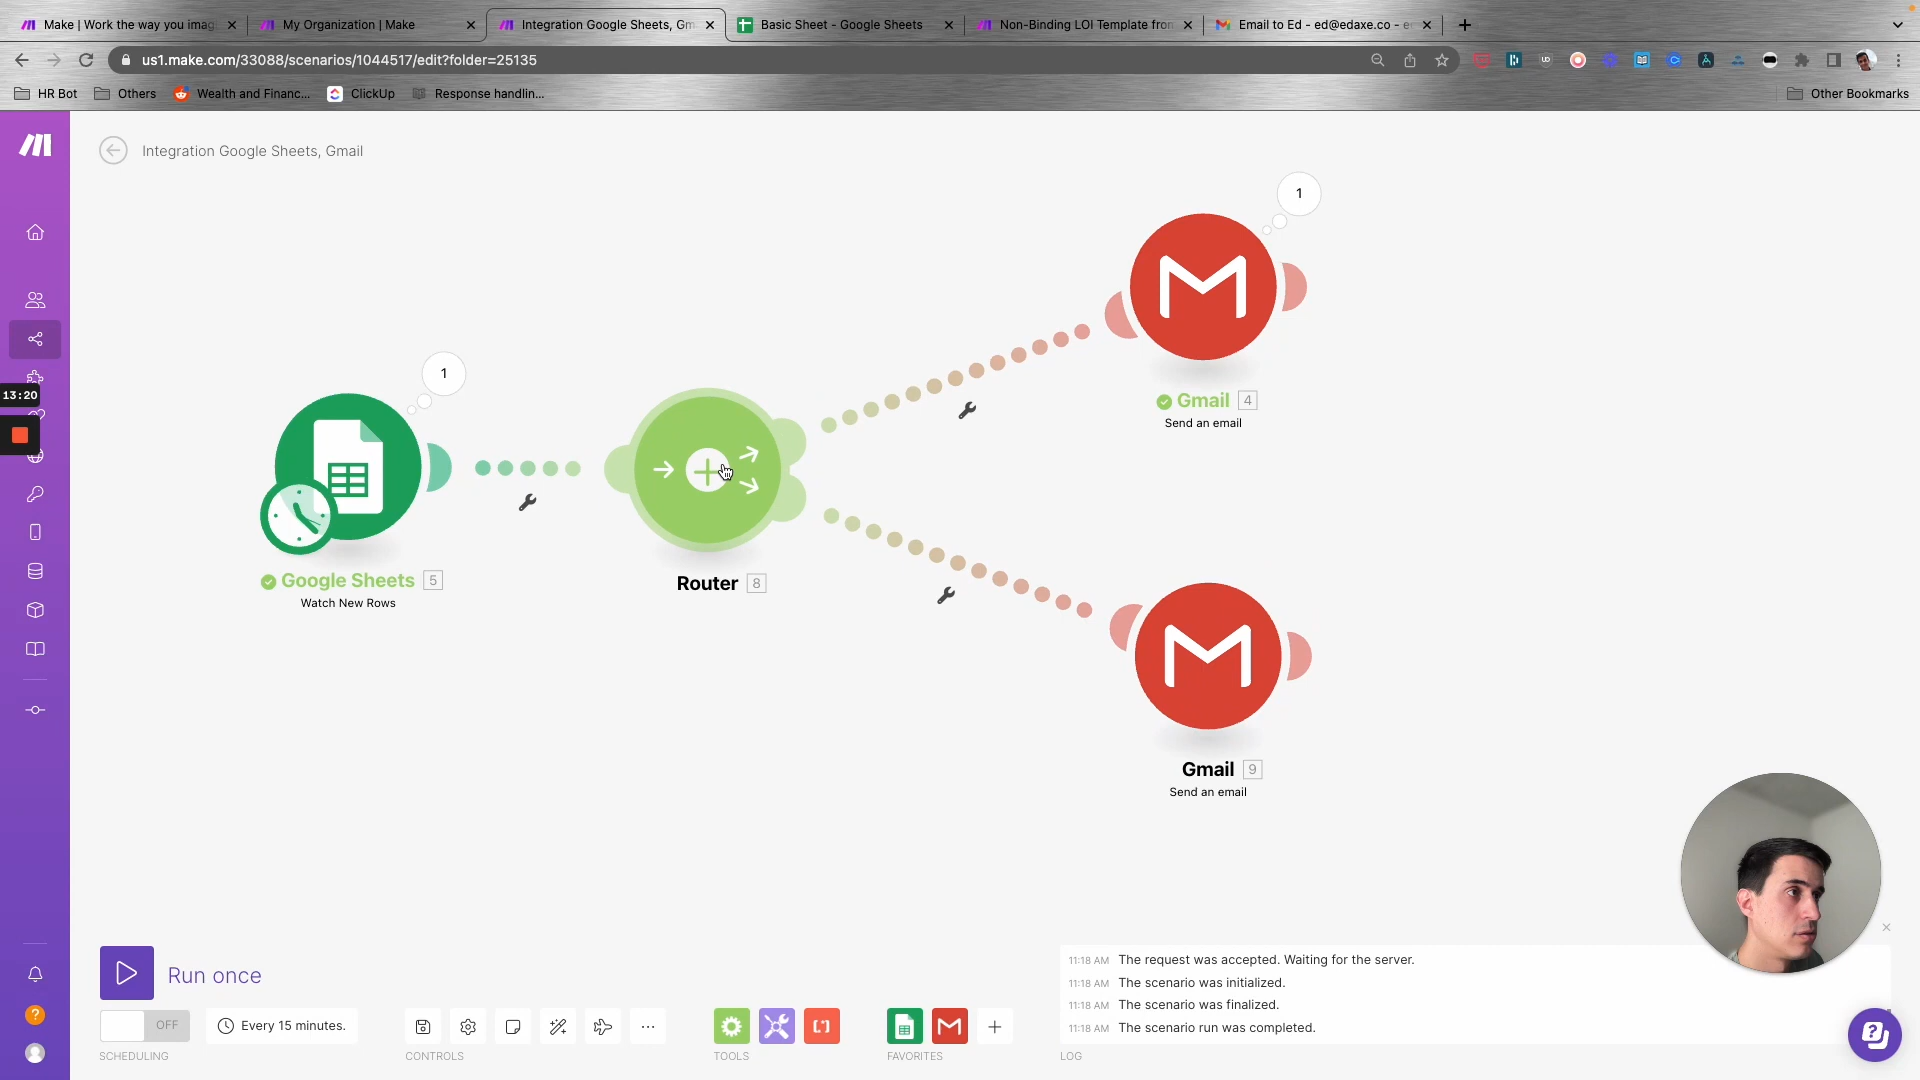 Make | Work the way you imag
My Organization | Make
Integration Google Sheets, Gm
Basic Sheet - Google Sheets
Non-Binding LOI Template from
Email to Ed - ed@edaxe.co - e
us1.make.com/33088/scenarios/1044517/edit?folder=25135
HR Bot
Others
Wealth and Financ...
ClickUp
Response handlin...
Other Bookmarks
Integration Google Sheets, Gmail
1
Gmail 4
Send an email
1
13:20
Google Sheets 5
Watch New Rows
Router 8
Gmail 9
Send an email
Run once
OFF
Every 15 minutes.
SCHEDULING
CONTROLS
TOOLS
FAVORITES
11:18 AM The request was accepted. Waiting for the server.
11:18 AM The scenario was initialized.
11:18 AM The scenario was finalized.
11:18 AM The scenario run was completed.
LOG